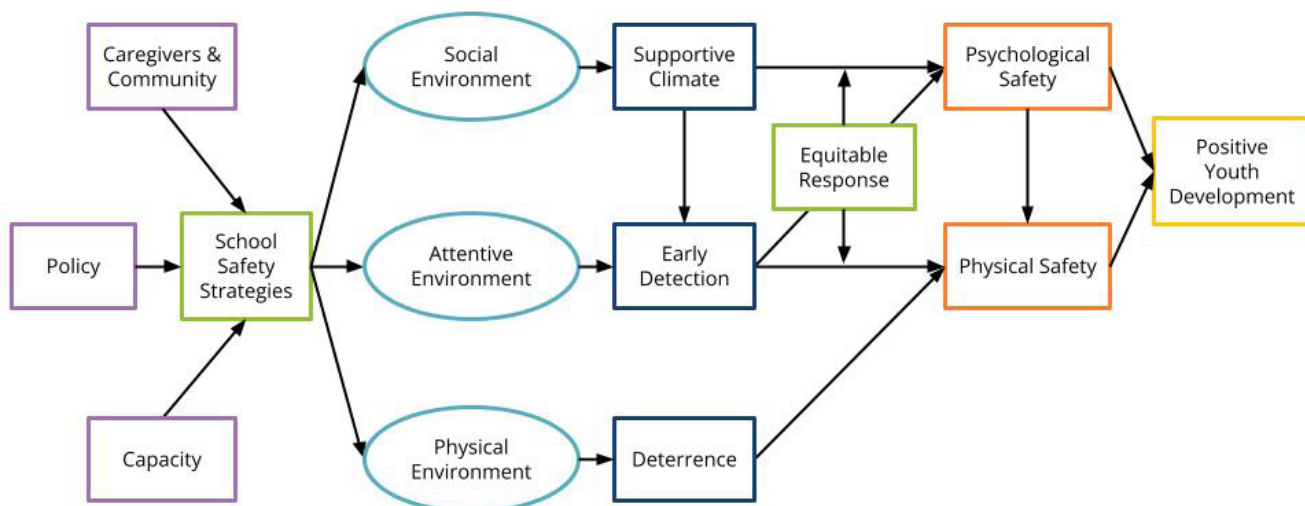 Caregivers &
Community
Social
Environment
Supportive
Climate
Psychological
Safety
Equitable
Response
Positive
Youth
Development
Policy
School
Safety
Strategies
Attentive
Environment
Early
Detection
Physical Safety
Capacity
Physical
Environment
Deterrence